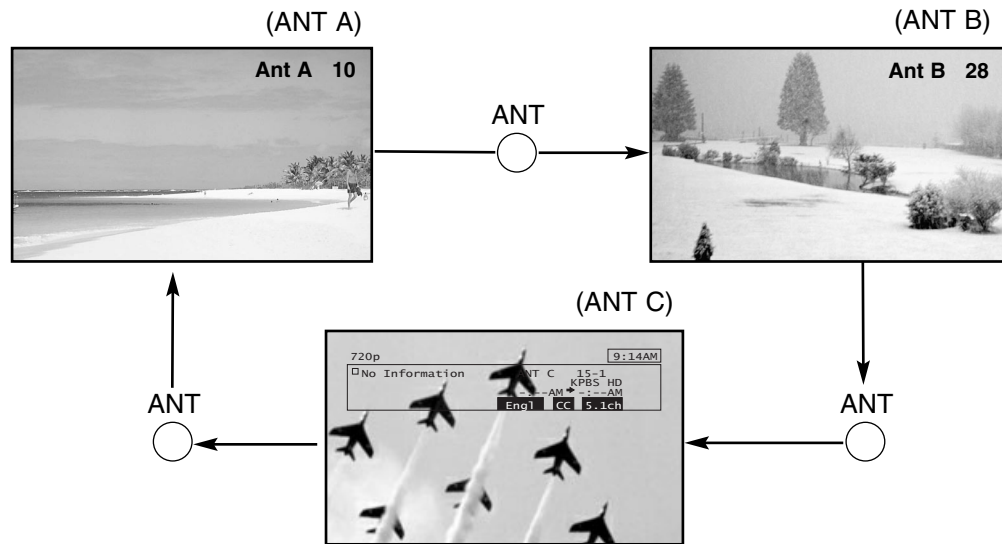 (ANT A)
(ANT B)
Ant A 10
Ant B 28
ANT
(ANT C)
720p
9:14AM
No Information
ANT C 15-1
KPBS HD
-:--AM -:--AM
Engl CC 5.1ch
ANT
ANT